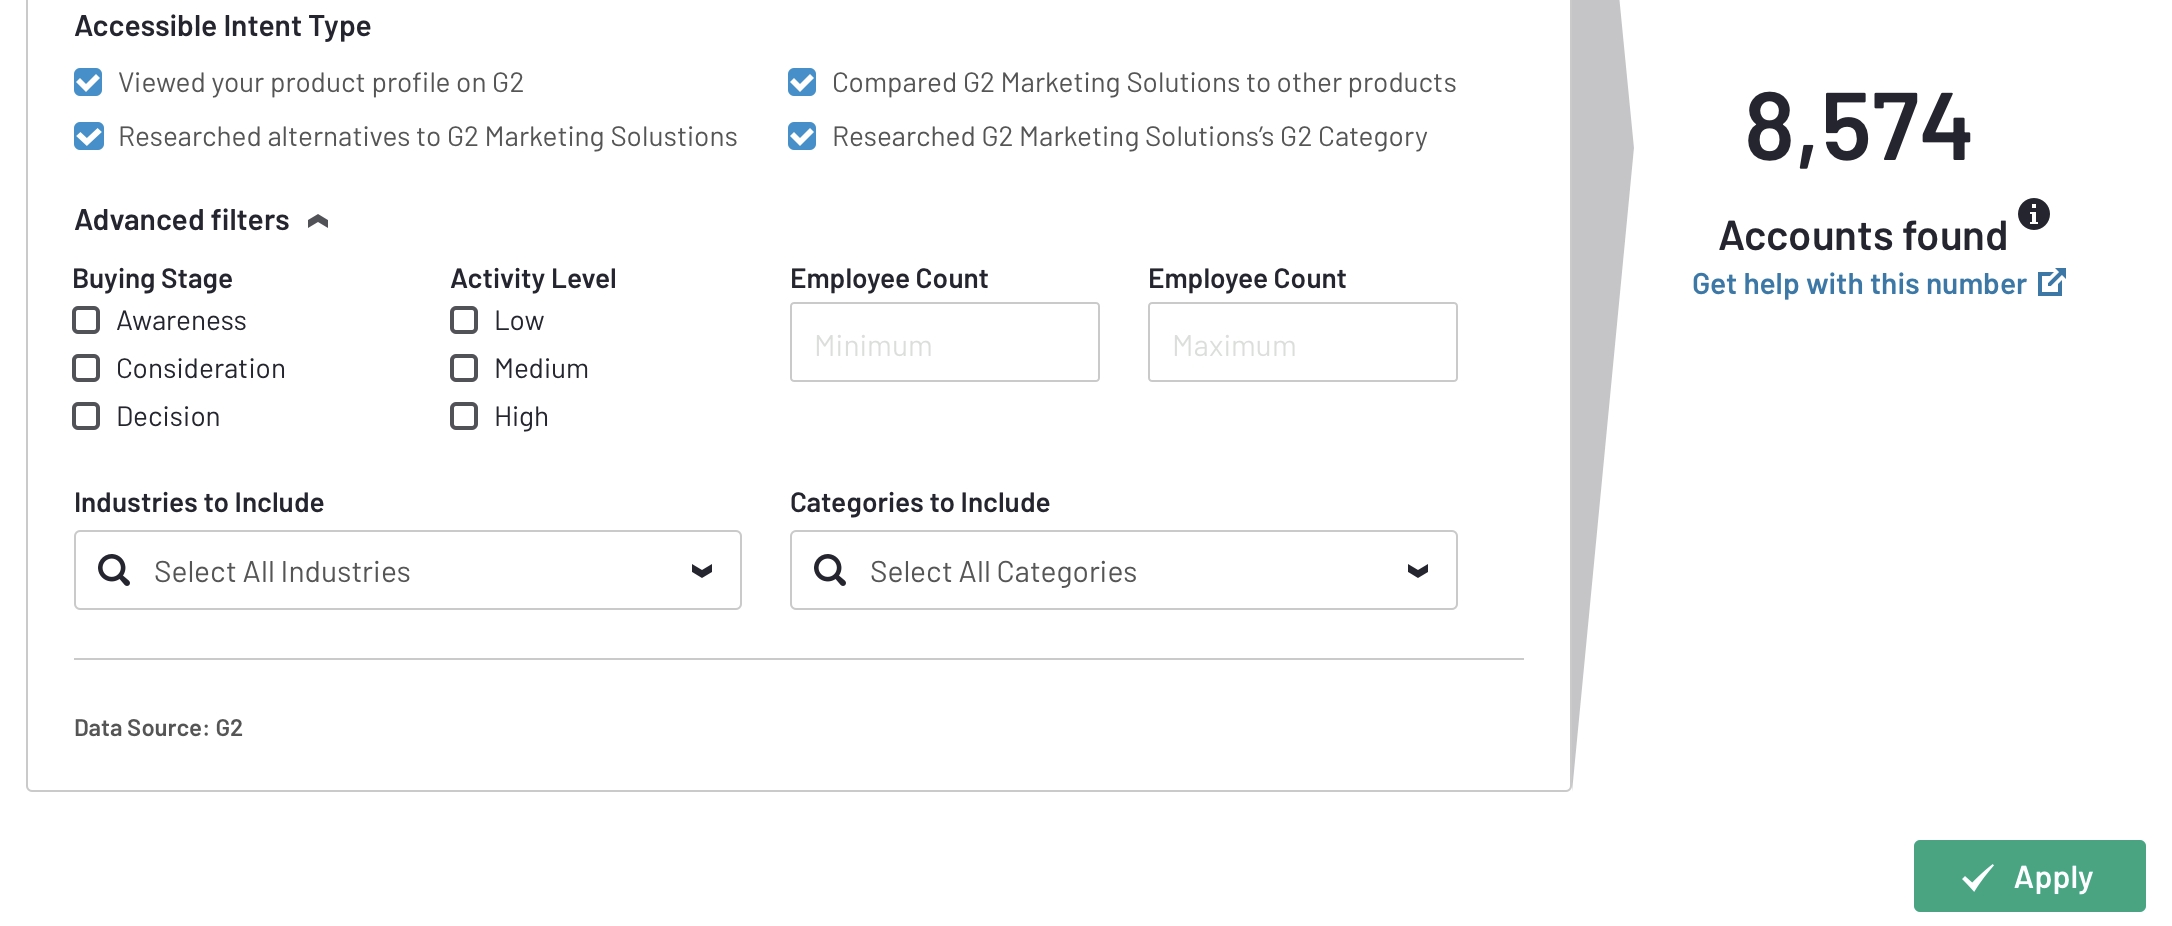 Accessible Intent Type
Viewed your product profile on G2
Compared G2 Marketing Solutions to other products
Researched alternatives to G2 Marketing Solustions
Researched G2 Marketing Solutions's G2 Category
Advanced filters
Buying Stage
Awareness
Consideration
Decision
Activity Level
Low
Medium
High
Employee Count
Minimum
Employee Count
Maximum
Industries to Include
Select All Industries
Categories to Include
Select All Categories
Data Source: G2
8,574
Accounts found
Get help with this number
Apply